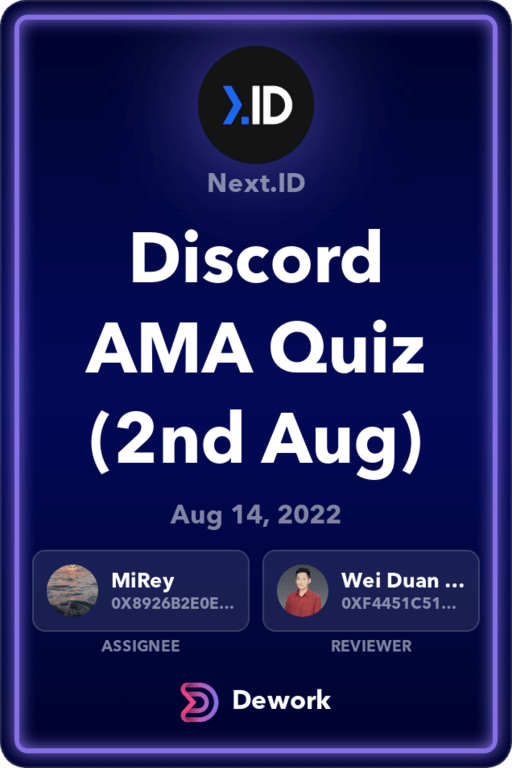 .ID
Next.ID
Discord
AMA Quiz
(2nd Aug)
Aug 14, 2022
MiRey
0X8926B2E0E...
Wei Duan ...
0XF4451C51...
ASSIGNEE
REVIEWER
Dework